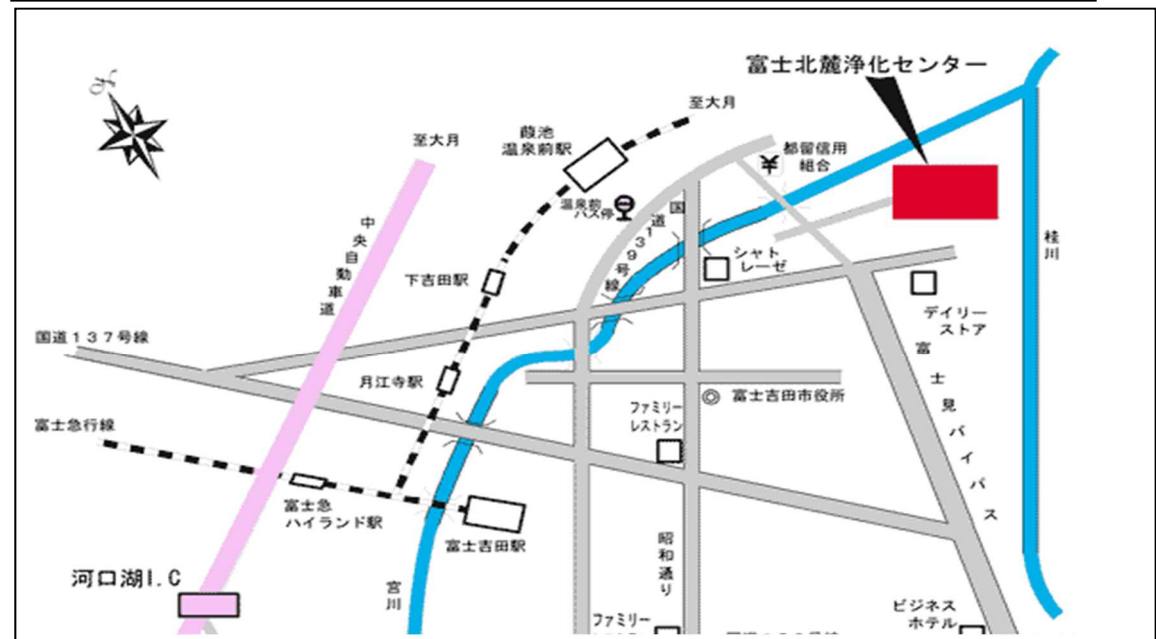 富士北麓浄化センター
至大月
葭池
温泉前駅
至大月
都留信用
組合
温泉前
バス停
国道139号線
中央自動車道
シャト
レーゼ
桂川
下吉田駅
デイリー
ストア
国道137号線
月江寺駅
富士見バイパス
富士吉田市役所
ファミリー
レストラン
富士急行線
富士急
ハイランド駅
富士吉田駅
昭和通り
河口湖I.C
宮川
ビジネス
ホテル
ファミリー